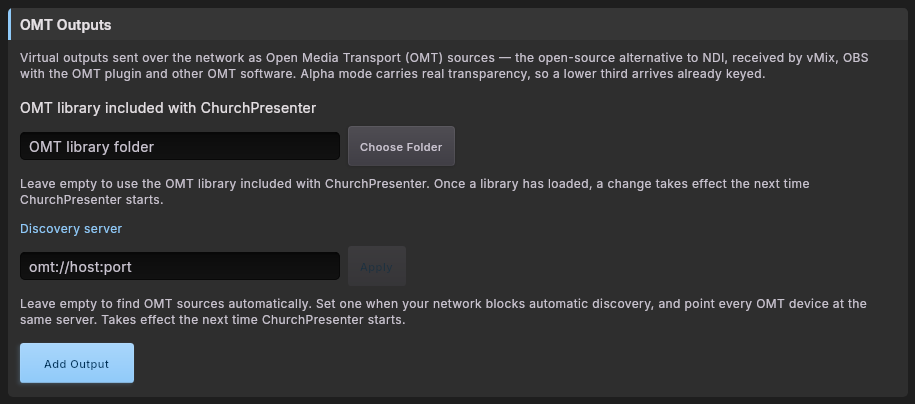 OMT Outputs
Virtual outputs sent over the network as Open Media Transport (OMT) sources — the open-source alternative to NDI, received by vMix, OBS
with the OMT plugin and other OMT software. Alpha mode carries real transparency, so a lower third arrives already keyed.
OMT library included with ChurchPresenter
OMT library folder
Choose Folder
Leave empty to use the OMT library included with ChurchPresenter. Once a library has loaded, a change takes effect the next time
ChurchPresenter starts.
Discovery server
omt://host:port
Apply
Leave empty to find OMT sources automatically. Set one when your network blocks automatic discovery, and point every OMT device at the
same server. Takes effect the next time ChurchPresenter starts.
Add Output